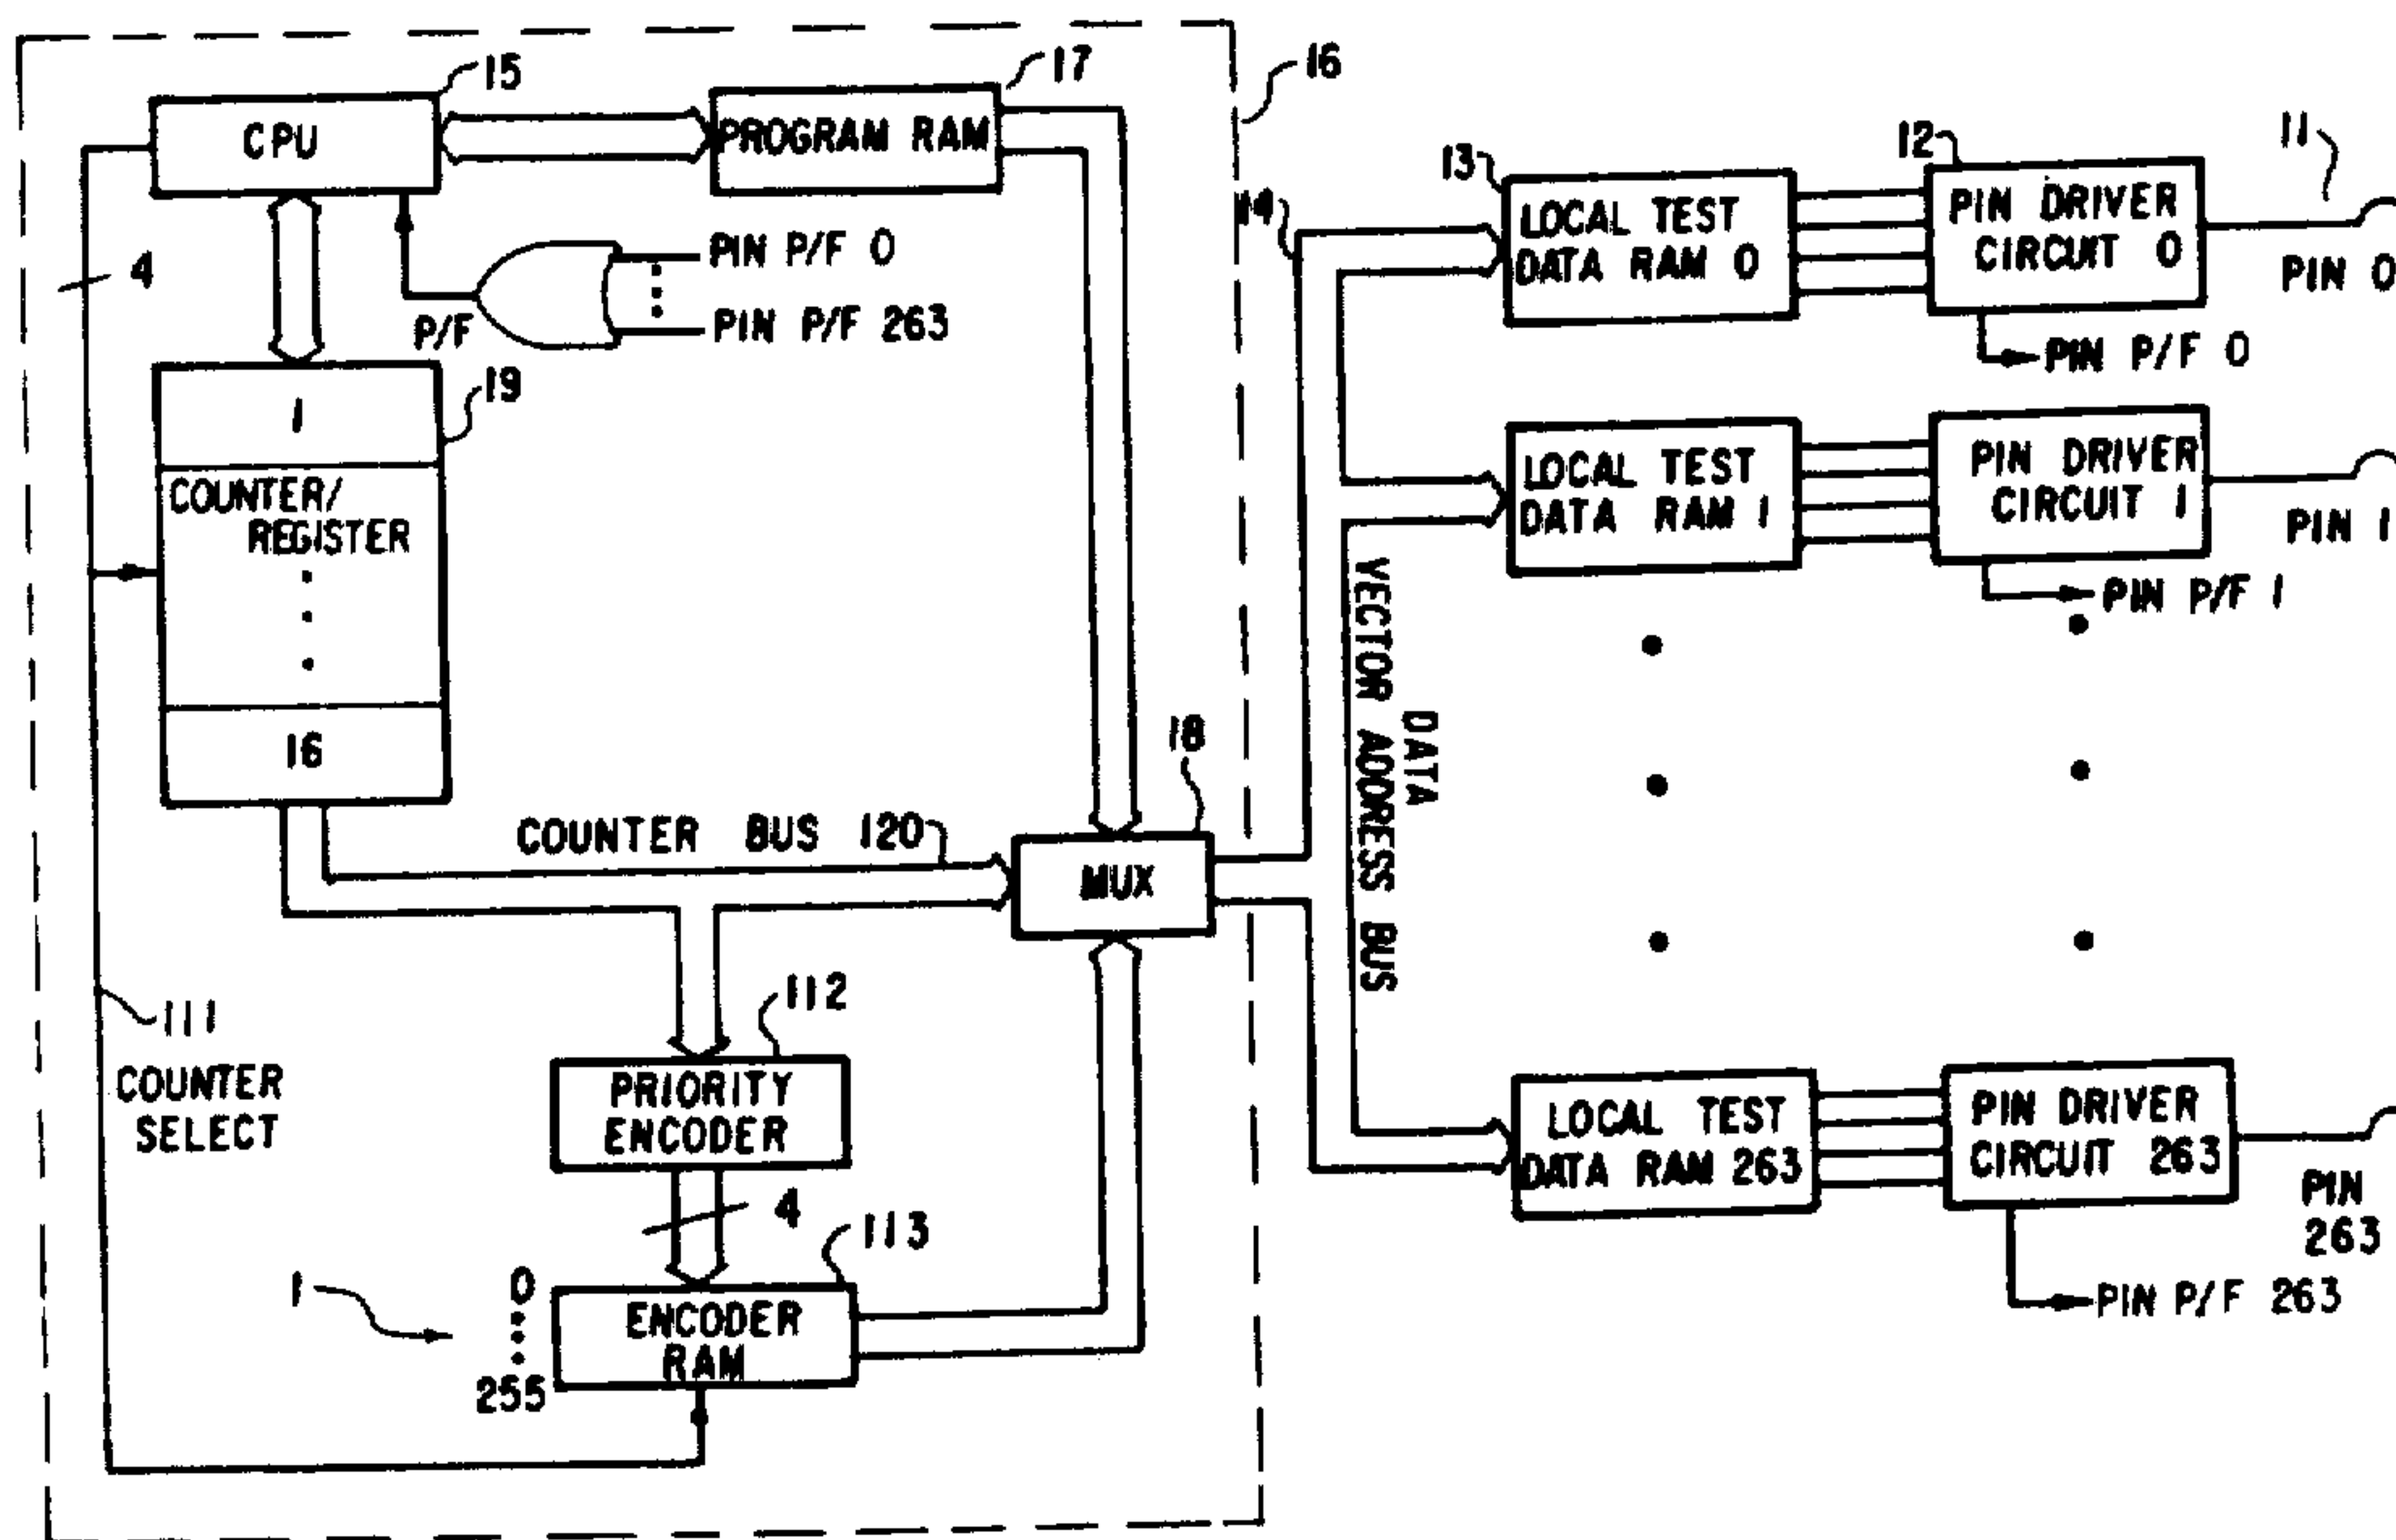 15
17
16
CPU
PROGRAM RAM
4
PIN P/F 0
P/F
PIN P/F 263
19
1
COUNTER/
REGISTER
16
COUNTER BUS 120
18
MUX
111
COUNTER
SELECT
112
PRIORITY
ENCODER
4
113
1
0
255
ENCODER
RAM
14
DATA
VECTOR ADDRESS BUS
13
LOCAL TEST
DATA RAM 0
12
PIN DRIVER
CIRCUIT 0
11
PIN 0
PIN P/F 0
LOCAL TEST
DATA RAM 1
PIN DRIVER
CIRCUIT 1
PIN 1
PIN P/F 1
LOCAL TEST
DATA RAM 263
PIN DRIVER
CIRCUIT 263
PIN
263
PIN P/F 263